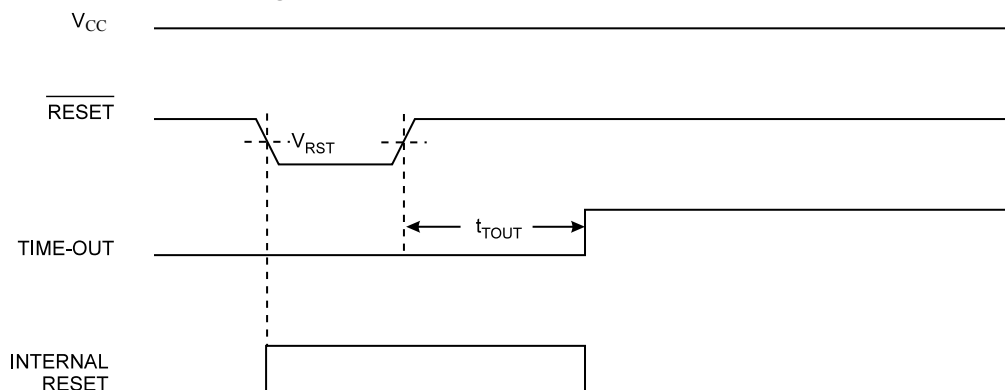 VCC
RESET
VRST
tTOUT
TIME-OUT
INTERNAL
RESET